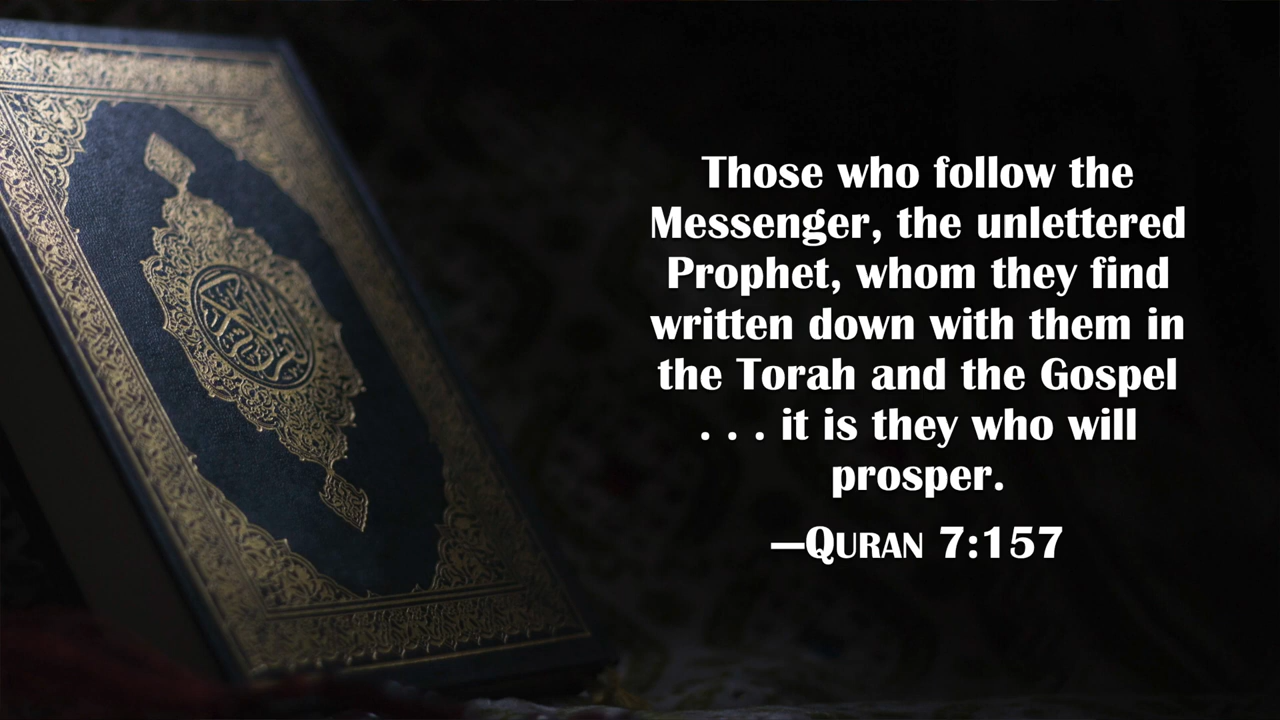 Those who follow the
Messenger, the unlettered
Prophet, whom they find
written down with them in
the Torah and the Gospel
. . . it is they who will
prosper.
—QURAN 7:157